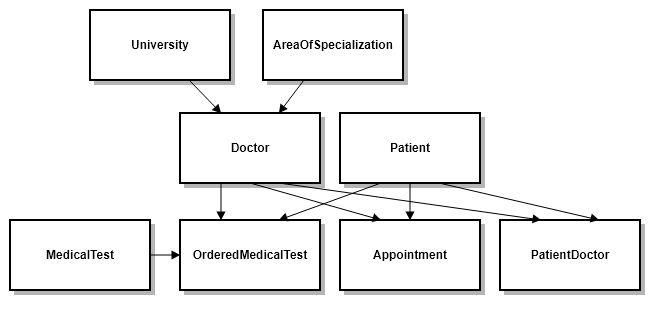 University
AreaOfSpecialization
Doctor
Patient
MedicalTest
OrderedMedicalTest
Appointment
PatientDoctor